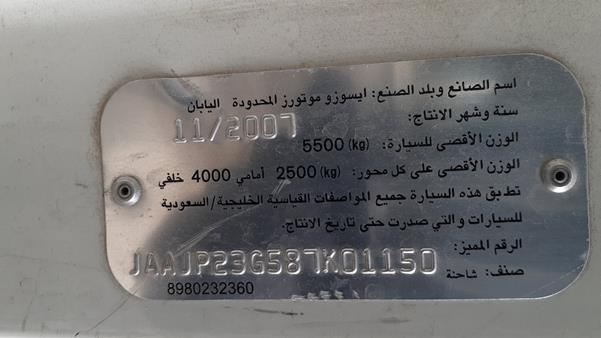 اسم الصانع وبلد الصنع: ايسوزو موتورز المحدودة اليابان
سنة وشهر الانتاج: 11/2007
الوزن الأقصى للسيارة: (kg) 5500
الوزن الأقصى على كل محور: (kg) 2500 أمامي 4000 خلفي
تطبق هذه السيارة جميع المواصفات القياسية الخليجية/السعودية
للسيارات والتي صدرت حتى تاريخ الانتاج.
الرقم المميز: JAAJP23G587K01150
صنف: شاحنة
8980232360